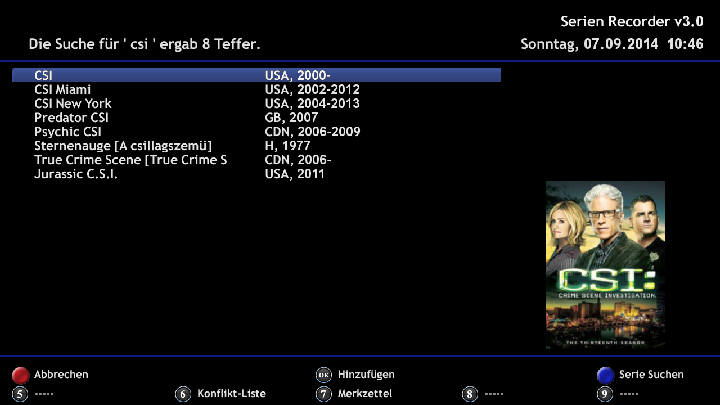 Serien Recorder v3.0
Die Suche für ' csi ' ergab 8 Teffer.
Sonntag, 07.09.2014 10:46
CSI USA, 2000-
CSI Miami USA, 2002-2012
CSI New York USA, 2004-2013
Predator CSI GB, 2007
Psychic CSI CDN, 2006-2009
Sternenauge [A csillagszemü] H, 1977
True Crime Scene [True Crime S CDN, 2006-
Jurassic C.S.I. USA, 2011
CSI:
CRIME SCENE INVESTIGATION
THE THIRTEENTH SEASON
Abbrechen OK Hinzufügen Serie Suchen
5 ----- 6 Konflikt-Liste 7 Merkzettel 8 ----- 9 -----